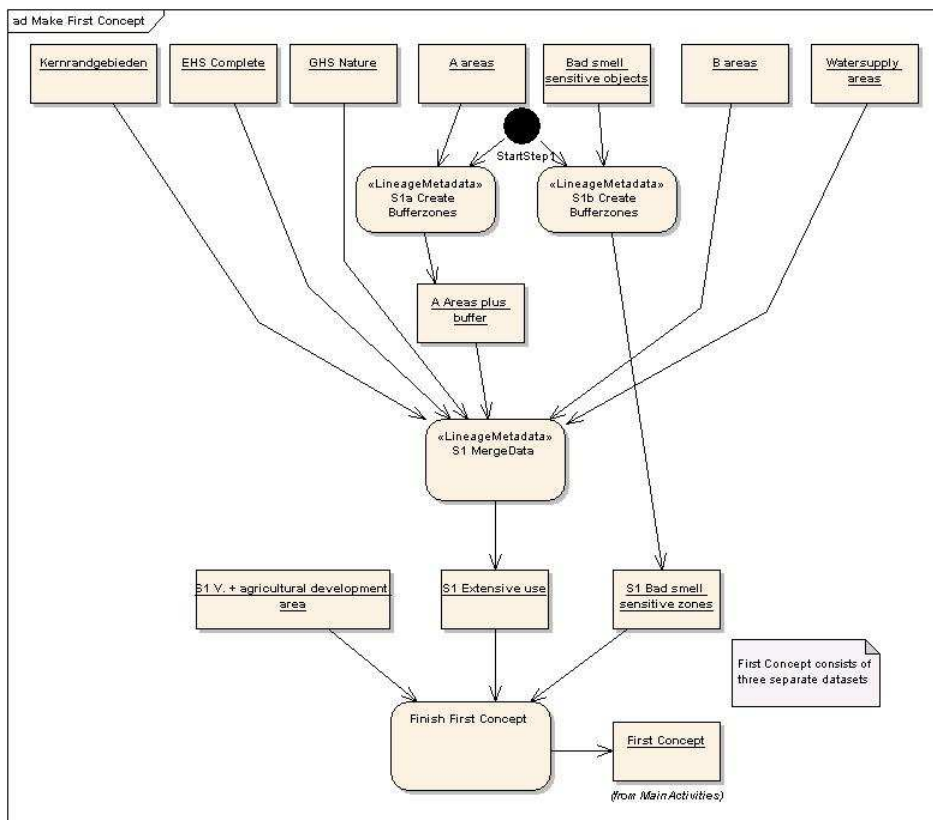 ad Make First Concept
Kernrandgebieden
EHS Complete
GHS Nature
A areas
Bad smell
sensitive objects
B areas
Watersupply
areas
StartStep1
«LineageMetadata»
S1a Create
Bufferzones
«LineageMetadata»
S1b Create
Bufferzones
A Areas plus
buffer
«LineageMetadata»
S1 MergeData
S1 V. + agricultural development
area
S1 Extensive use
S1 Bad smell
sensitive zones
First Concept consists of
three separate datasets
Finish First Concept
First Concept
(from Main Activities)